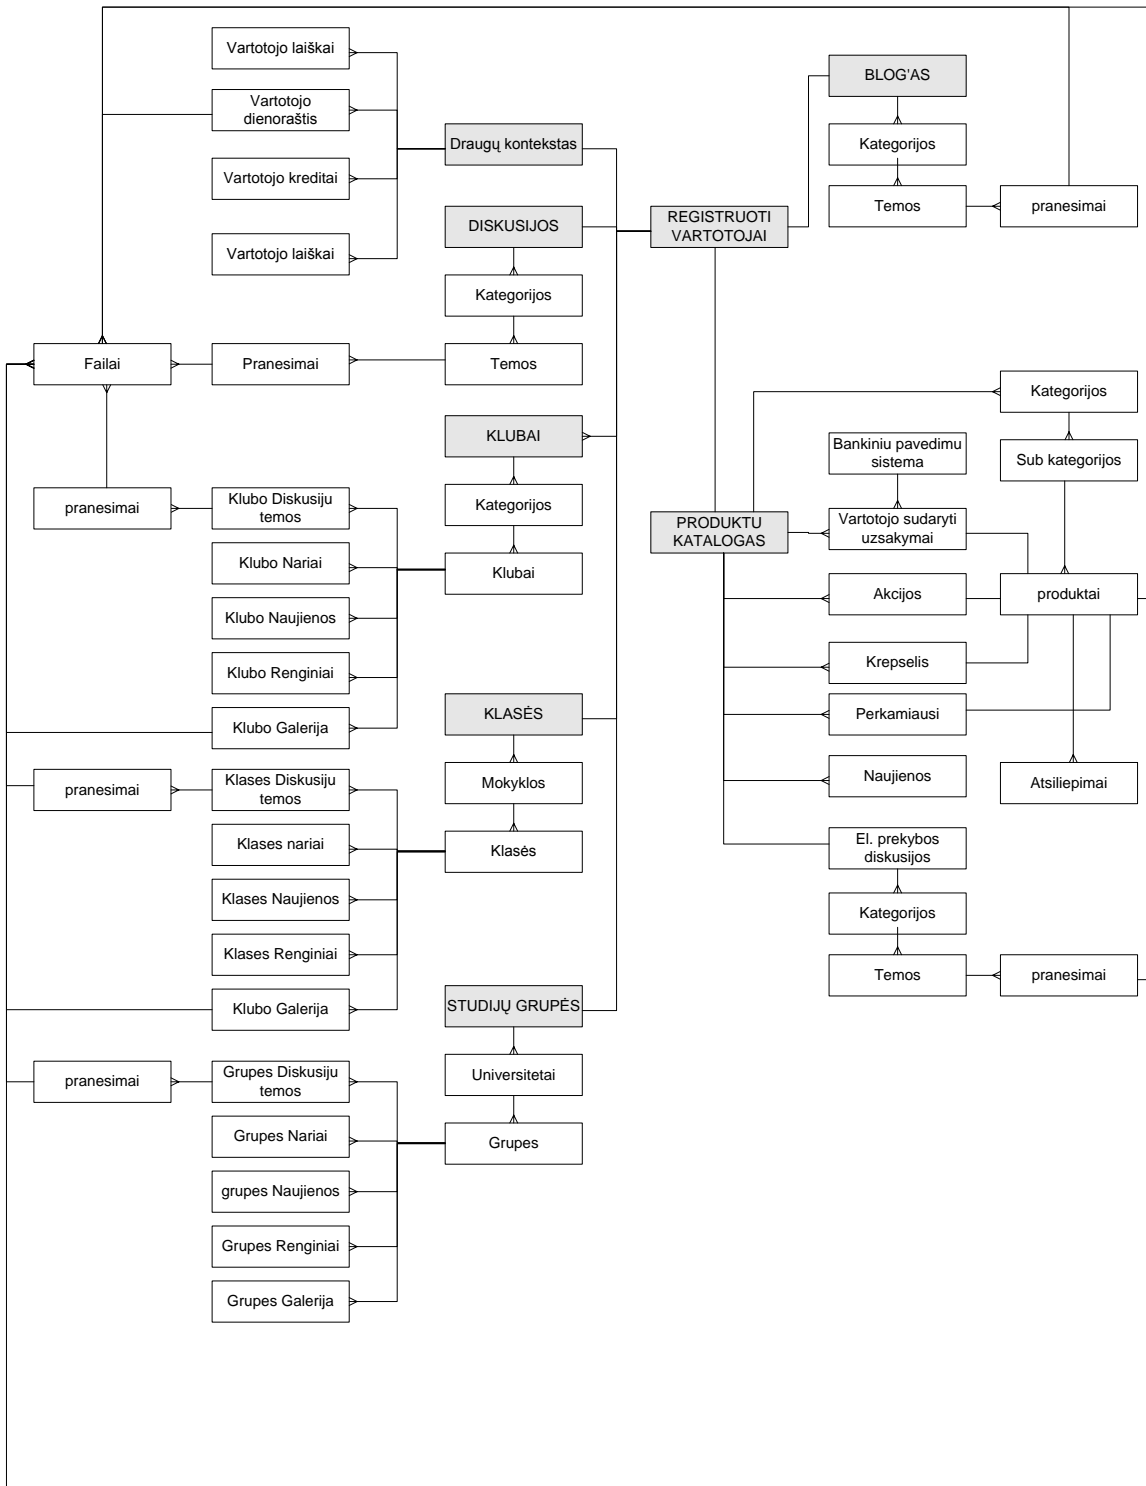 Vartotojo laiškai
Vartotojo
dienoraštis
Vartotojo kreditai
Vartotojo laiškai
Draugų kontekstas
DISKUSIJOS
Kategorijos
Temos
Pranesimai
Failai
REGISTRUOTI
VARTOTOJAI
BLOG'AS
Kategorijos
Temos
pranesimai
KLUBAI
Kategorijos
Klubai
pranesimai
Klubo Diskusiju
temos
Klubo Nariai
Klubo Naujienos
Klubo Renginiai
Klubo Galerija
KLASĖS
Mokyklos
Klasės
pranesimai
Klases Diskusiju
temos
Klases nariai
Klases Naujienos
Klases Renginiai
Klubo Galerija
STUDIJŲ GRUPĖS
Universitetai
Grupes
pranesimai
Grupes Diskusiju
temos
Grupes Nariai
grupes Naujienos
Grupes Renginiai
Grupes Galerija
PRODUKTU
KATALOGAS
Kategorijos
Sub kategorijos
Bankiniu pavedimu
sistema
Vartotojo sudaryti
uzsakymai
Akcijos
produktai
Krepselis
Perkamiausi
Naujienos
Atsiliepimai
El. prekybos
diskusijos
Kategorijos
Temos
pranesimai